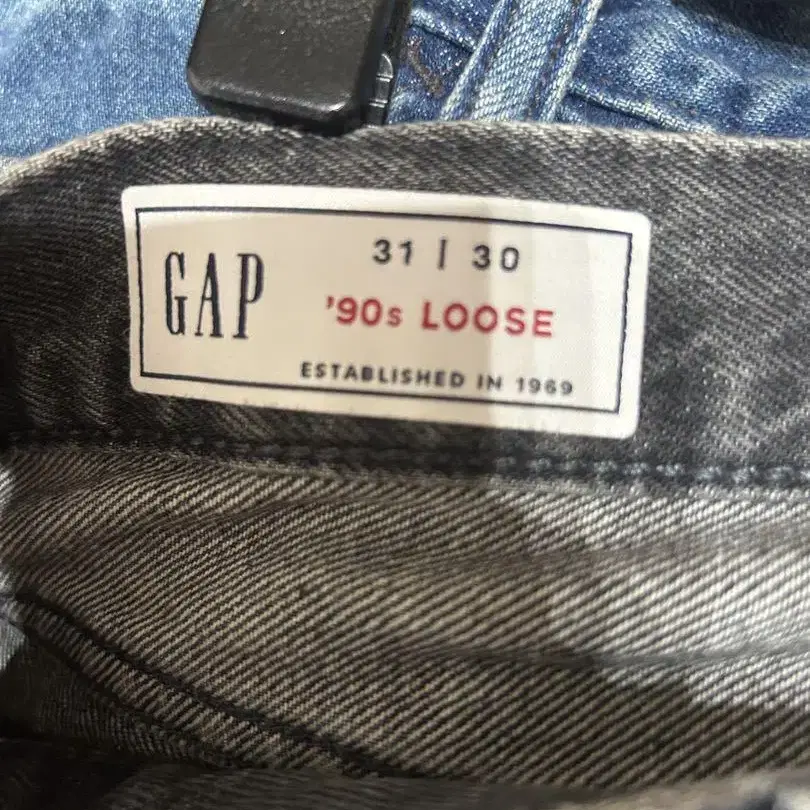 GAP
31 | 30
'90s LOOSE
ESTABLISHED IN 1969